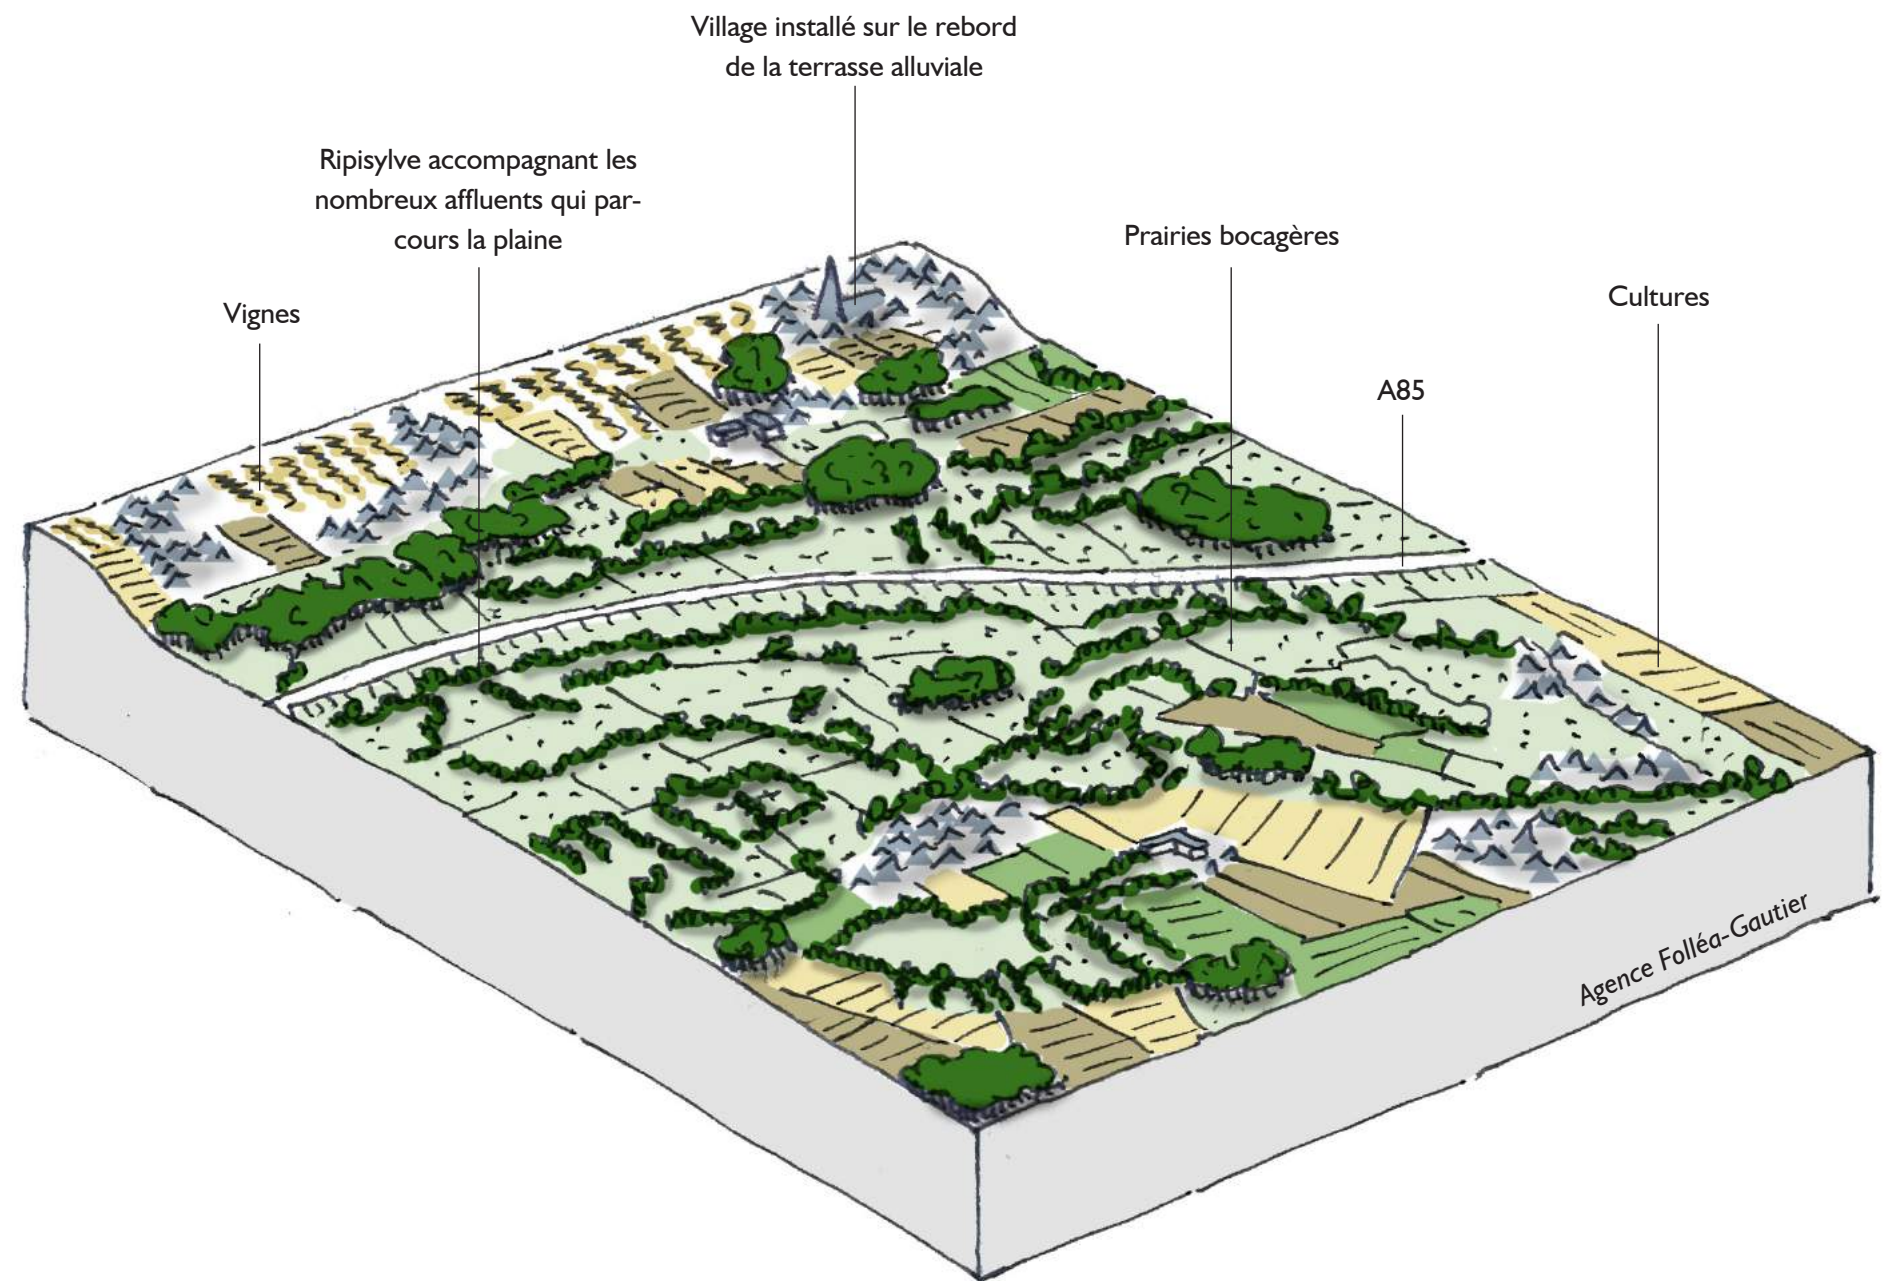 Village installé sur le rebord
de la terrasse alluviale
Ripisylve accompagnant les
nombreux affluents qui par-
cours la plaine
Prairies bocagères
Vignes
Cultures
A85
Agence Folléa-Gautier